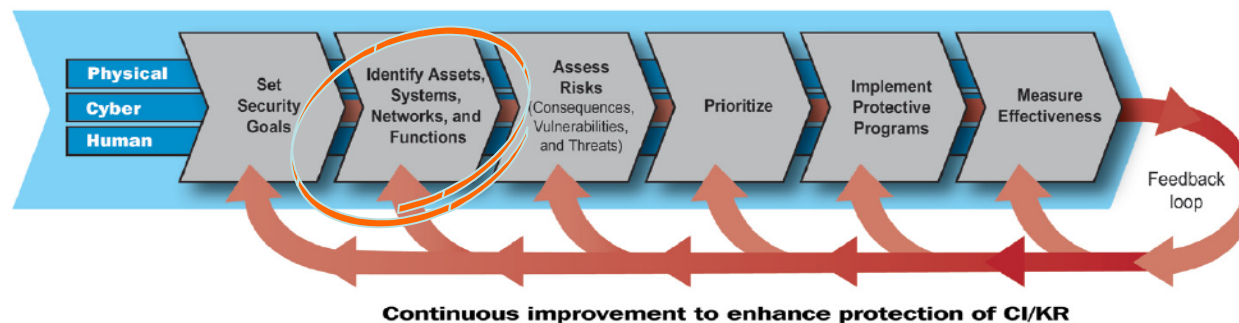 Physical
Cyber
Human
Set
Security
Goals
Identify Assets,
Systems,
Networks, and
Functions
Assess
Risks
(Consequences,
Vulnerabilities,
and Threats)
Prioritize
Implement
Protective
Programs
Measure
Effectiveness
Feedback
loop
Continuous improvement to enhance protection of CI/KR